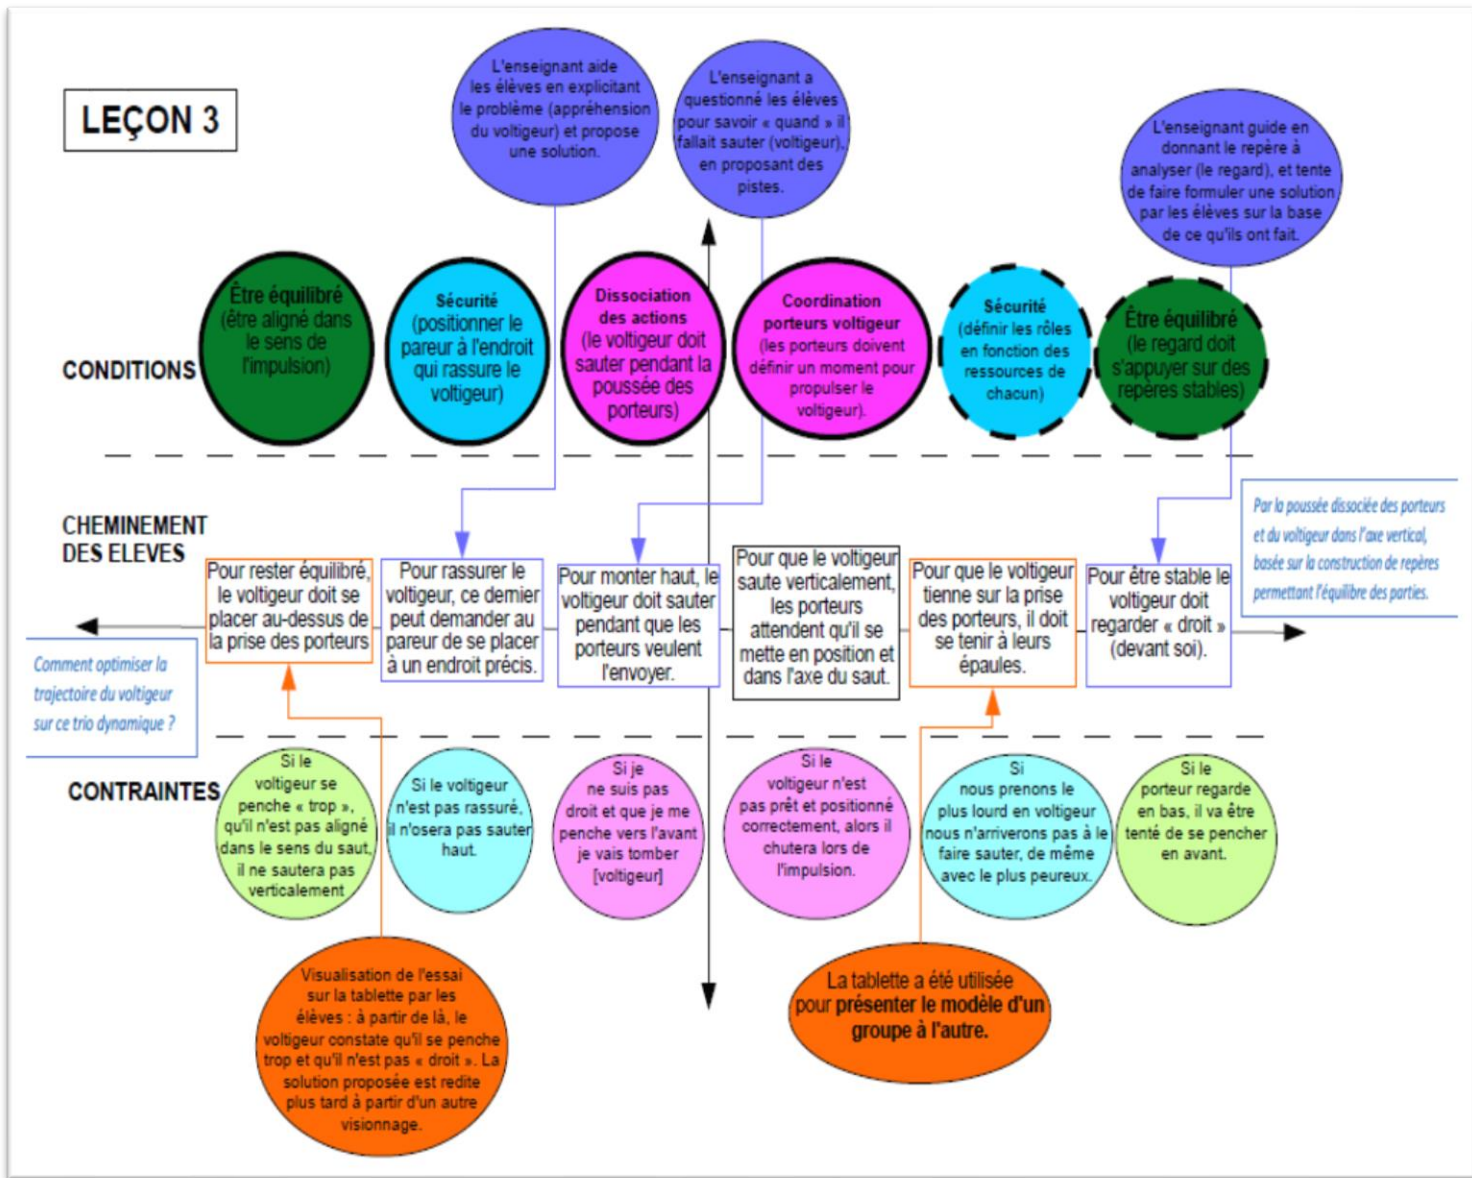 LEÇON 3
L'enseignant aide
les élèves en explicitant
le problème (appréhension
du voltigeur) et propose
une solution.
L'enseignant a
questionné les élèves
pour savoir « quand » il
fallait sauter (voltigeur),
en proposant des
pistes.
L'enseignant guide en
donnant le repère à
analyser (le regard), et tente
de faire formuler une solution
par les élèves sur la base
de ce qu'ils ont fait.
CONDITIONS
Être équilibré
(être aligné dans
le sens de
l'impulsion)
Sécurité
(positionner le
pareur à l'endroit
qui rassure le
voltigeur)
Dissociation
des actions
(le voltigeur doit
sauter pendant la
poussée des
porteurs)
Coordination
porteurs voltigeur
(les porteurs doivent
définir un moment pour
propulser le
voltigeur).
Sécurité
(définir les rôles
en fonction des
ressources de
chacun)
Être équilibré
(le regard doit
s'appuyer sur des
repères stables)
CHEMINEMENT
DES ELEVES
Comment optimiser la
trajectoire du voltigeur
sur ce trio dynamique ?
Pour rester équilibré,
le voltigeur doit se
placer au-dessus de
la prise des porteurs
Pour rassurer le
voltigeur, ce dernier
peut demander au
pareur de se placer
à un endroit précis.
Pour monter haut, le
voltigeur doit sauter
pendant que les
porteurs veulent
l'envoyer.
Pour que le voltigeur
saute verticalement,
les porteurs
attendent qu'il se
mette en position et
dans l'axe du saut.
Pour que le voltigeur
tienne sur la prise
des porteurs, il doit
se tenir à leurs
épaules.
Pour être stable le
voltigeur doit
regarder « droit »
(devant soi).
Par la poussée dissociée des porteurs
et du voltigeur dans l'axe vertical,
basée sur la construction de repères
permettant l'équilibre des parties.
CONTRAINTES
Si le
voltigeur se
penche « trop »,
qu'il n'est pas aligné
dans le sens du saut,
il ne sautera pas
verticalement
Si le voltigeur
n'est pas rassuré,
il n'osera pas sauter
haut.
Si je
ne suis pas
droit et que je me
penche vers l'avant
je vais tomber
[voltigeur]
Si le
voltigeur n'est
pas prêt et positionné
correctement, alors il
chutera lors de
l'impulsion.
Si
nous prenons le
plus lourd en voltigeur
nous n'arriverons pas à le
faire sauter, de même
avec le plus peureux.
Si le
porteur regarde
en bas, il va être
tenté de se pencher
en avant.
Visualisation de l'essai
sur la tablette par les
élèves : à partir de là, le
voltigeur constate qu'il se penche
trop et qu'il n'est pas « droit ». La
solution proposée est redite
plus tard à partir d'un autre
visionnage.
La tablette a été utilisée
pour présenter le modèle d'un
groupe à l'autre.